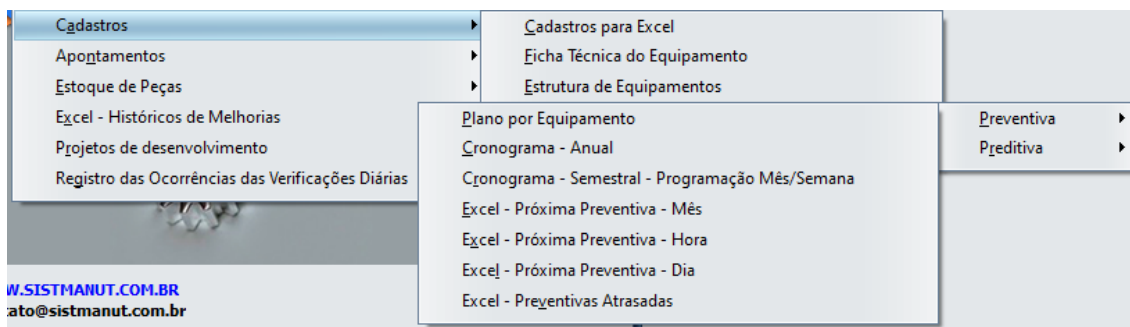 Cadastros
Apontamentos
Estoque de Peças
Excel - Históricos de Melhorias
Projetos de desenvolvimento
Registro das Ocorrências das Verificações Diárias
Cadastros para Excel
Ficha Técnica do Equipamento
Estrutura de Equipamentos
Preventiva
Preditiva
Plano por Equipamento
Cronograma - Anual
Cronograma - Semestral - Programação Mês/Semana
Excel - Próxima Preventiva - Mês
Excel - Próxima Preventiva - Hora
Excel - Próxima Preventiva - Dia
Excel - Preventivas Atrasadas
W.SISTMANUT.COM.BR
tato@sistmanut.com.br